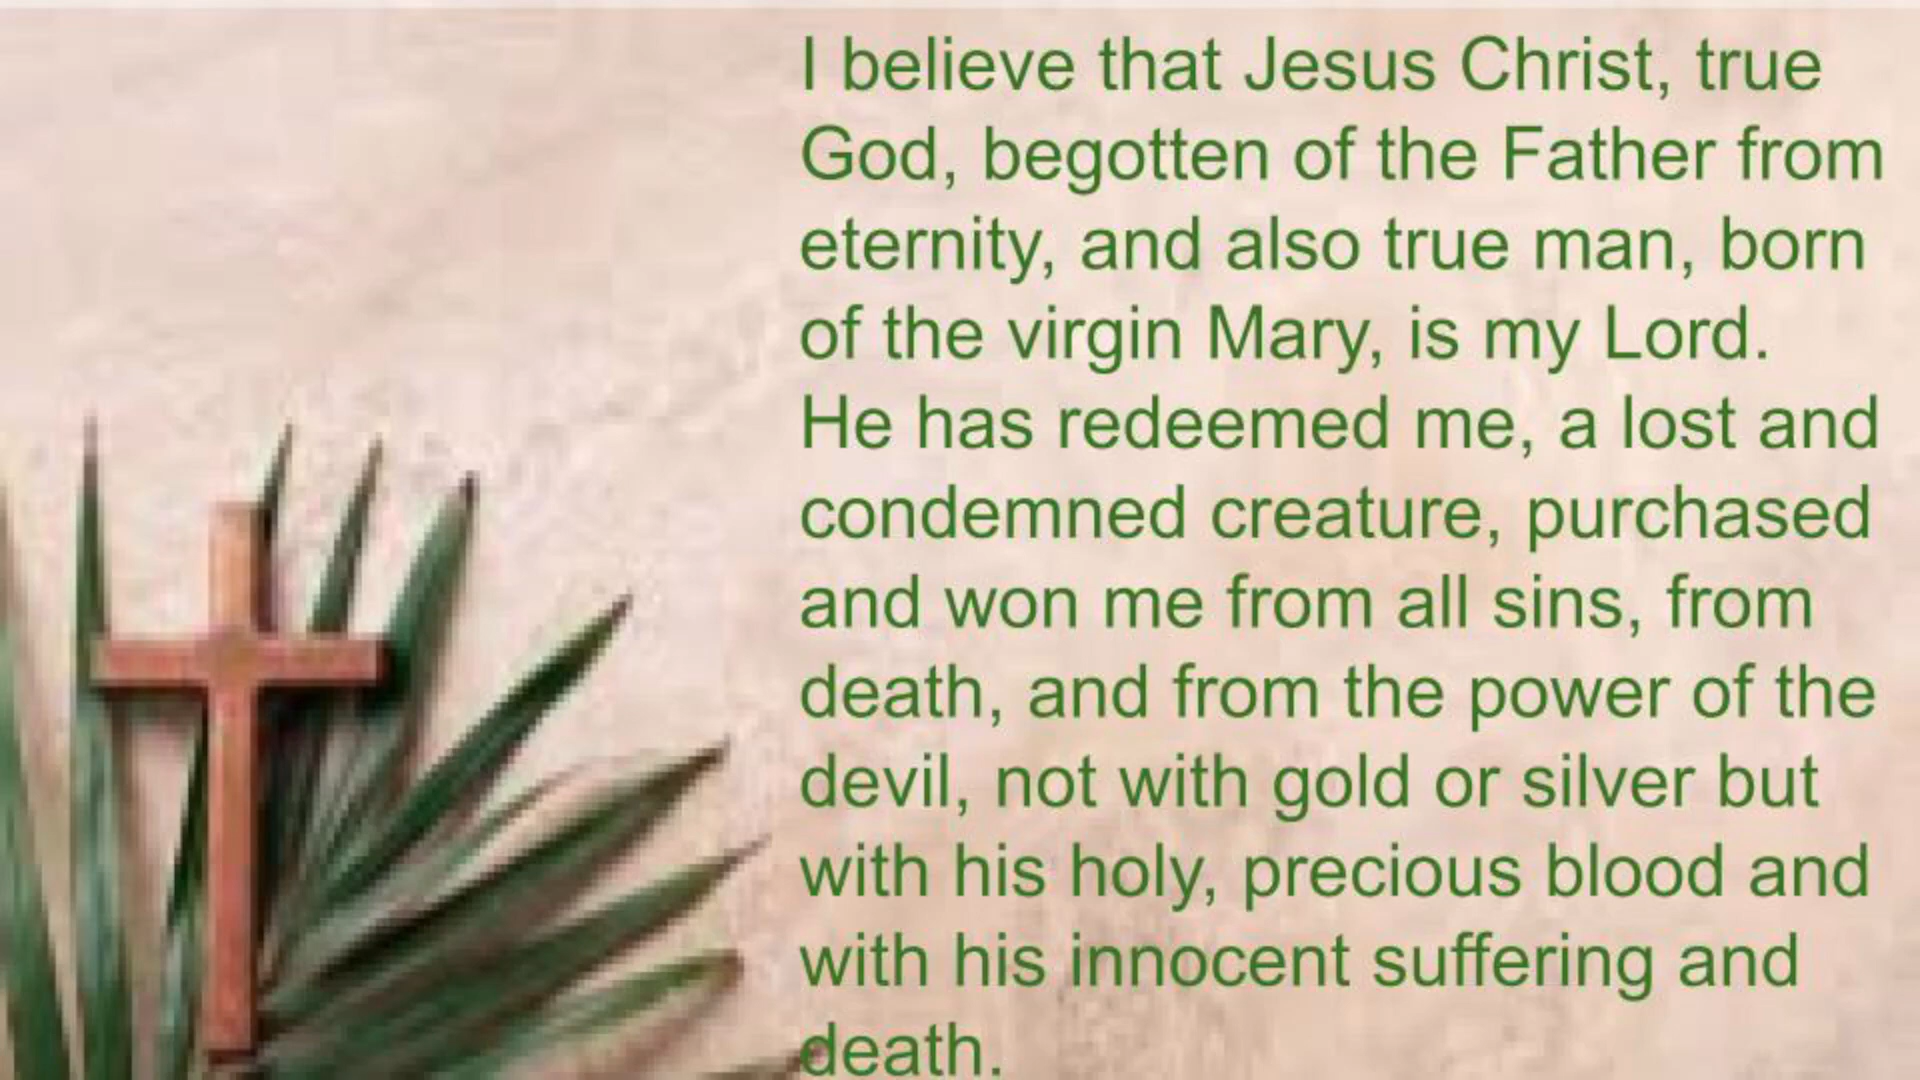 I believe that Jesus Christ, true
God, begotten of the Father from
eternity, and also true man, born
of the virgin Mary, is my Lord.
He has redeemed me, a lost and
condemned creature, purchased
and won me from all sins, from
death, and from the power of the
devil, not with gold or silver but
with his holy, precious blood and
with his innocent suffering and
death.